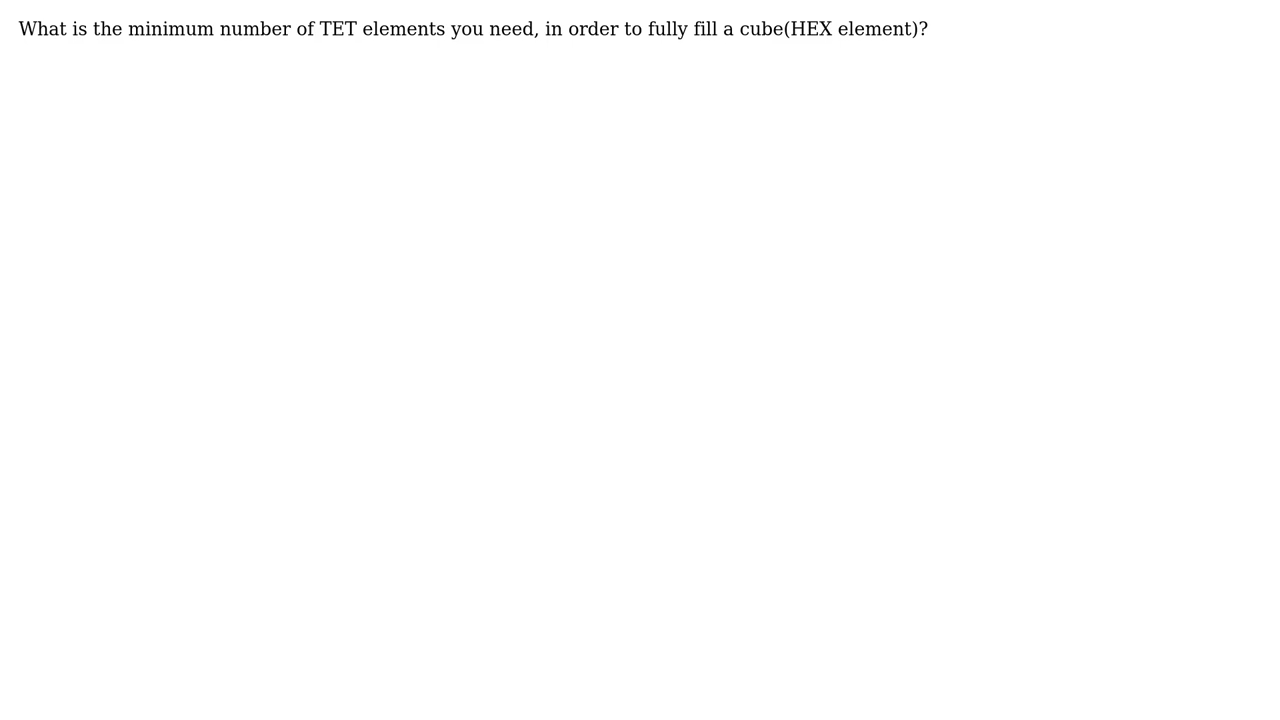 What is the minimum number of TET elements you need, in order to fully fill a cube(HEX element)?